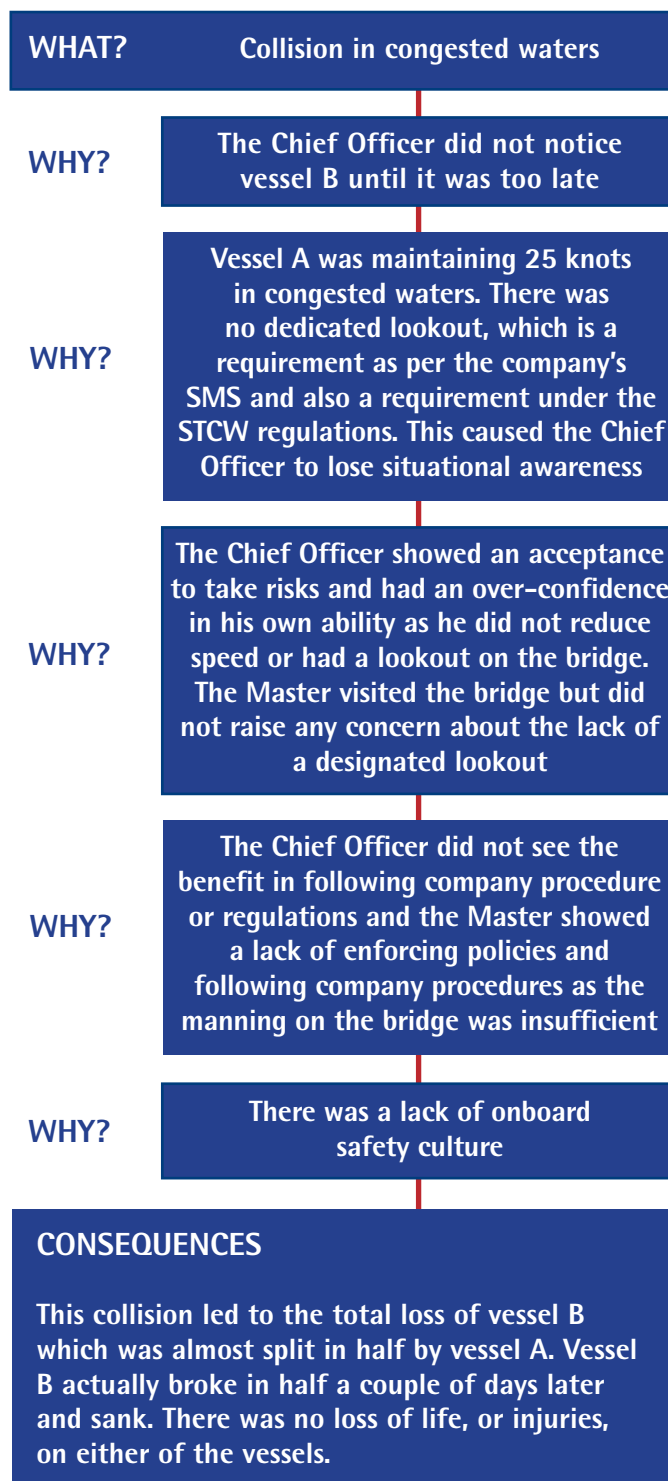 WHAT? Collision in congested waters
WHY?
The Chief Officer did not notice
vessel B until it was too late
WHY?
Vessel A was maintaining 25 knots
in congested waters. There was
no dedicated lookout, which is a
requirement as per the company's
SMS and also a requirement under the
STCW regulations. This caused the Chief
Officer to lose situational awareness
WHY?
The Chief Officer showed an acceptance
to take risks and had an over-confidence
in his own ability as he did not reduce
speed or had a lookout on the bridge.
The Master visited the bridge but did
not raise any concern about the lack of
a designated lookout
WHY?
The Chief Officer did not see the
benefit in following company procedure
or regulations and the Master showed
a lack of enforcing policies and
following company procedures as the
manning on the bridge was insufficient
WHY?
There was a lack of onboard
safety culture
CONSEQUENCES
This collision led to the total loss of vessel B
which was almost split in half by vessel A. Vessel
B actually broke in half a couple of days later
and sank. There was no loss of life, or injuries,
on either of the vessels.